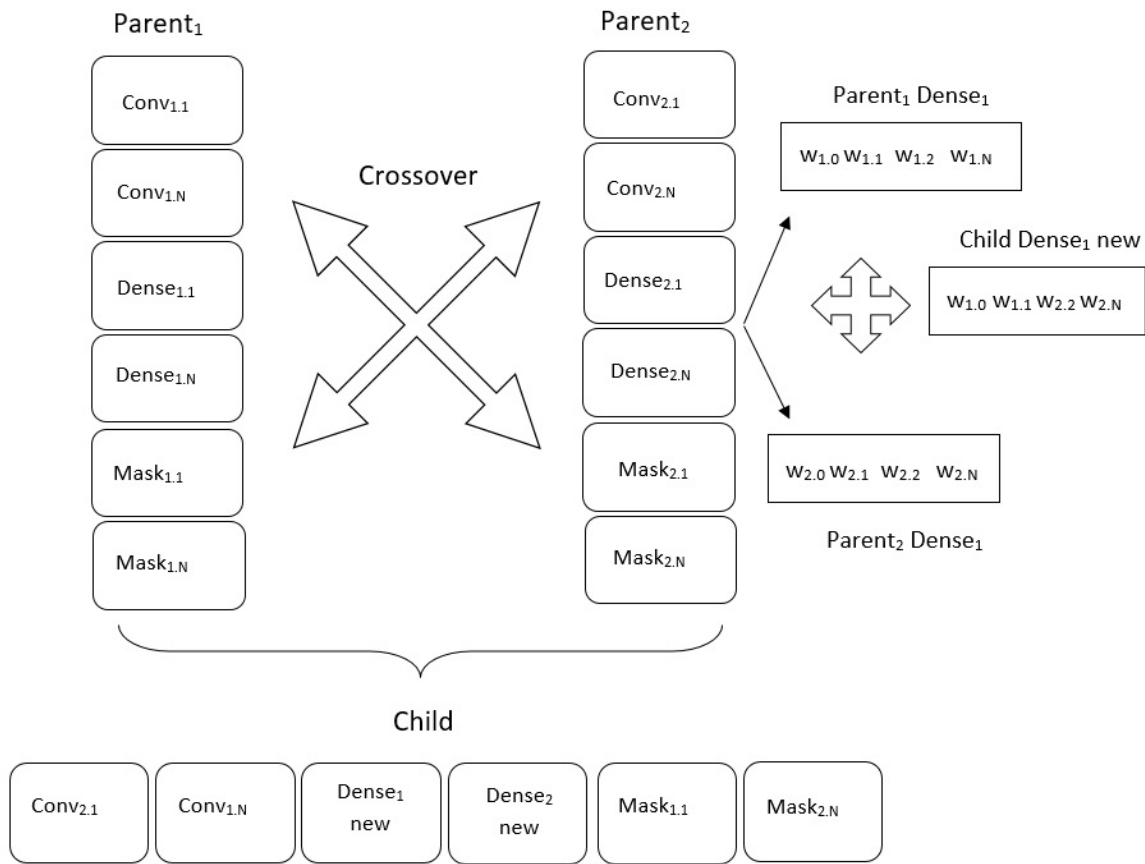 Parent₁
Parent₂
Conv₁.₁
Conv₁.N
Dense₁.₁
Dense₁.N
Mask₁.₁
Mask₁.N
Crossover
Conv₂.₁
Conv₂.N
Dense₂.₁
Dense₂.N
Mask₂.₁
Mask₂.N
Parent₁ Dense₁
w₁.₀ w₁.₁ w₁.₂ w₁.N
Child Dense₁ new
w₁.₀ w₁.₁ w₂.₂ w₂.N
w₂.₀ w₂.₁ w₂.₂ w₂.N
Parent₂ Dense₁
Child
Conv₂.₁
Conv₁.N
Dense₁
new
Dense₂
new
Mask₁.₁
Mask₂.N